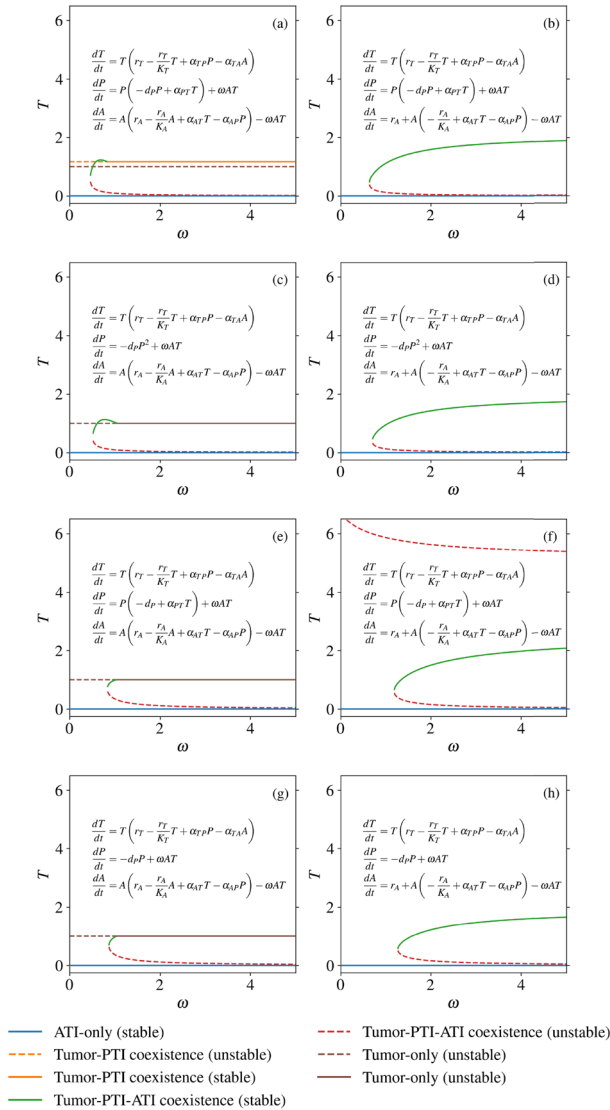 (a)
dT/dt = T(r_T − r_T/K_T T + α_TP P − α_TA A)
dP/dt = P(−d_P P + α_PT T) + ωAT
dA/dt = A(r_A − r_A/K_A A + α_AT T − α_AP P) − ωAT
T
6
4
2
0
0 2 4
ω
(b)
dT/dt = T(r_T − r_T/K_T T + α_TP P − α_TA A)
dP/dt = P(−d_P P + α_PT T) + ωAT
dA/dt = r_A + A(−r_A/K_A A + α_AT T − α_AP P) − ωAT
T
6
4
2
0
0 2 4
ω
(c)
dT/dt = T(r_T − r_T/K_T T + α_TP P − α_TA A)
dP/dt = −d_P P² + ωAT
dA/dt = A(r_A − r_A/K_A A + α_AT T − α_AP P) − ωAT
T
6
4
2
0
0 2 4
ω
(d)
dT/dt = T(r_T − r_T/K_T T + α_TP P − α_TA A)
dP/dt = −d_P P² + ωAT
dA/dt = r_A + A(−r_A/K_A A + α_AT T − α_AP P) − ωAT
T
6
4
2
0
0 2 4
ω
(e)
dT/dt = T(r_T − r_T/K_T T + α_TP P − α_TA A)
dP/dt = P(−d_P + α_PT T) + ωAT
dA/dt = A(r_A − r_A/K_A A + α_AT T − α_AP P) − ωAT
T
6
4
2
0
0 2 4
ω
(f)
dT/dt = T(r_T − r_T/K_T T + α_TP P − α_TA A)
dP/dt = P(−d_P + α_PT T) + ωAT
dA/dt = r_A + A(−r_A/K_A A + α_AT T − α_AP P) − ωAT
T
6
4
2
0
0 2 4
ω
(g)
dT/dt = T(r_T − r_T/K_T T + α_TP P − α_TA A)
dP/dt = −d_P P + ωAT
dA/dt = A(r_A − r_A/K_A A + α_AT T − α_AP P) − ωAT
T
6
4
2
0
0 2 4
ω
(h)
dT/dt = T(r_T − r_T/K_T T + α_TP P − α_TA A)
dP/dt = −d_P P + ωAT
dA/dt = r_A + A(−r_A/K_A A + α_AT T − α_AP P) − ωAT
T
6
4
2
0
0 2 4
ω
ATI-only (stable)
Tumor-PTI coexistence (unstable)
Tumor-PTI coexistence (stable)
Tumor-PTI-ATI coexistence (stable)
Tumor-PTI-ATI coexistence (unstable)
Tumor-only (unstable)
Tumor-only (unstable)